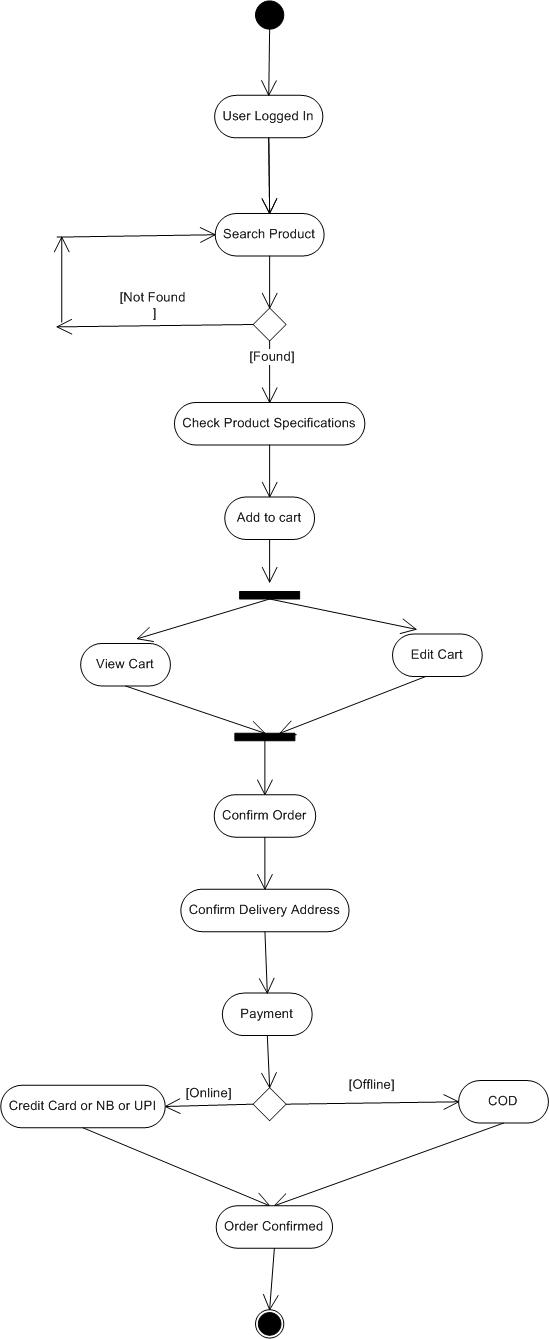 User Logged In
Search Product
[Not Found
]
[Found]
Check Product Specifications
Add to cart
View Cart
Edit Cart
Confirm Order
Confirm Delivery Address
Payment
[Online]
[Offline]
Credit Card or NB or UPI
COD
Order Confirmed